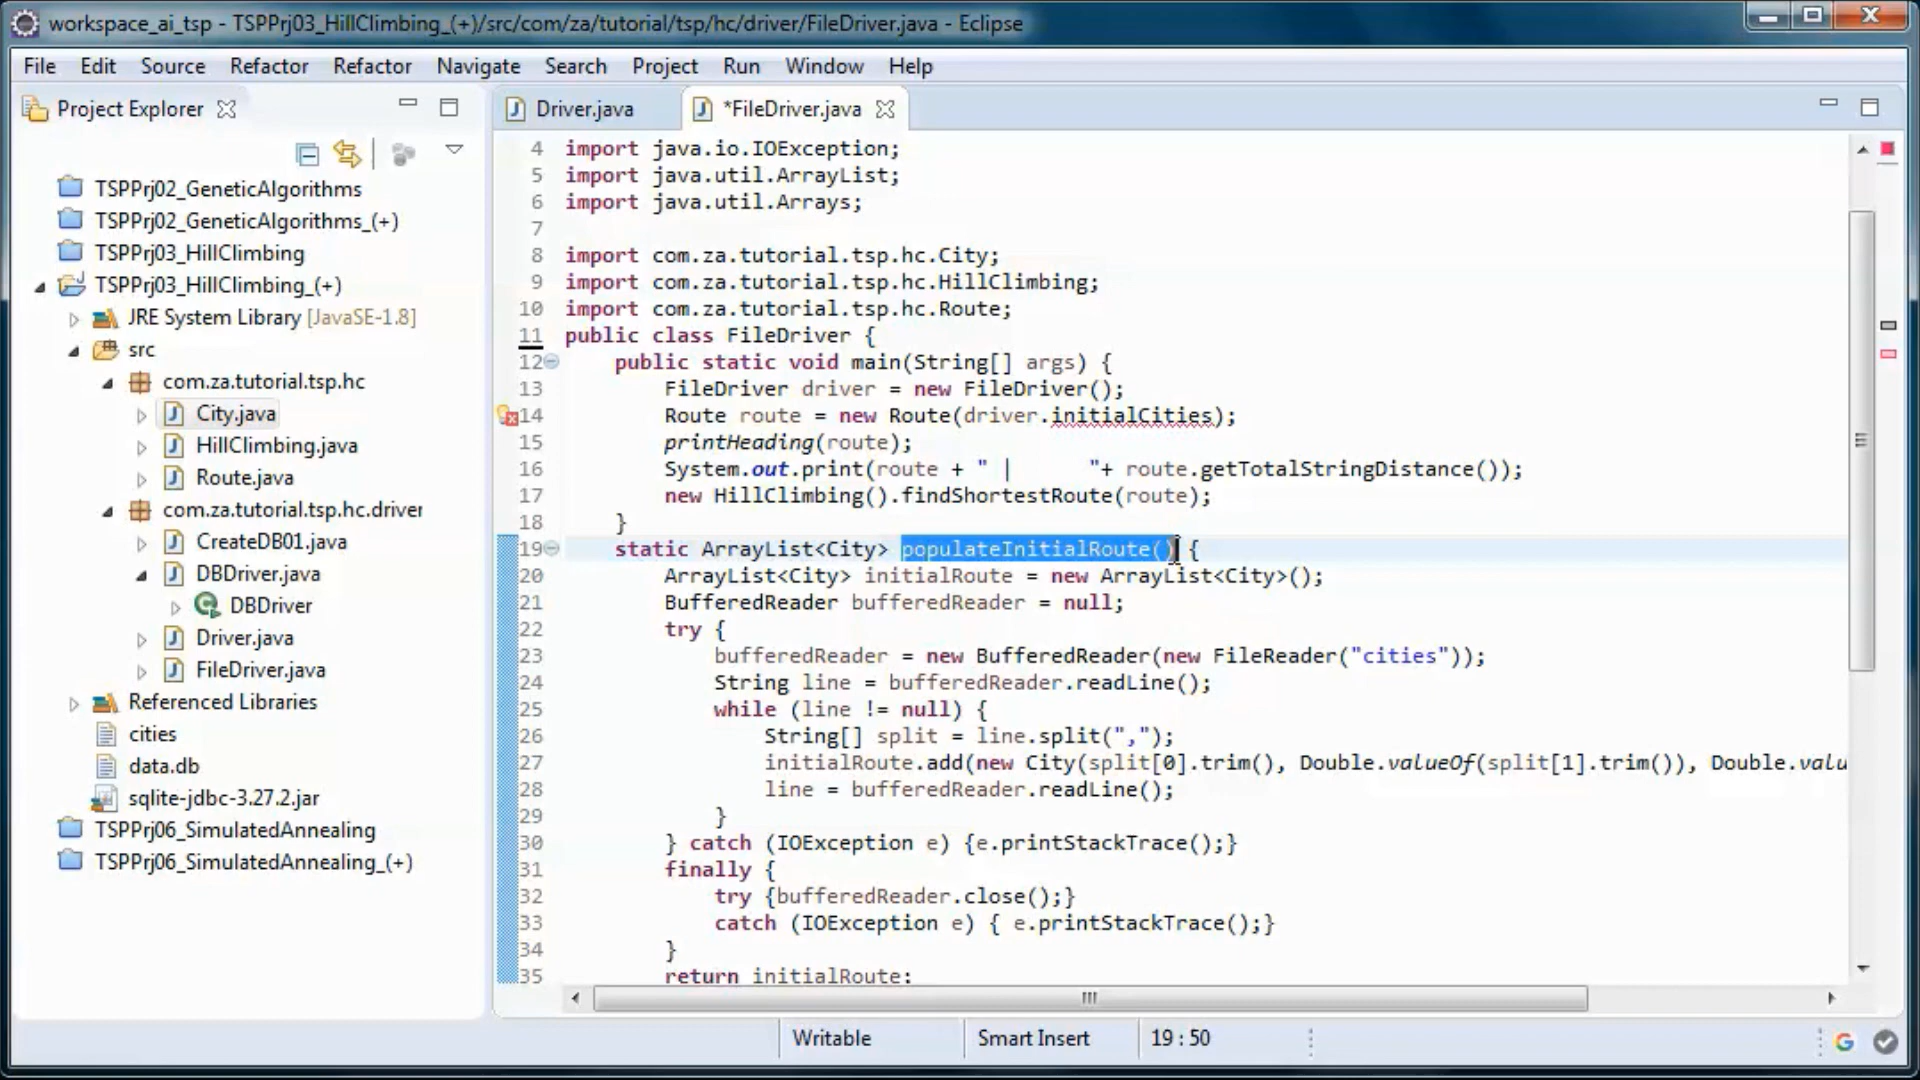 workspace_ai_tsp - TSPPrj03_HillClimbing_(+)/src/com/za/tutorial/tsp/hc/driver/FileDriver.java - Eclipse
File Edit Source Refactor Refactor Navigate Search Project Run Window Help
Project Explorer
TSPPrj02_GeneticAlgorithms
TSPPrj02_GeneticAlgorithms_(+)
TSPPrj03_HillClimbing
TSPPrj03_HillClimbing_(+)
JRE System Library [JavaSE-1.8]
src
com.za.tutorial.tsp.hc
City.java
HillClimbing.java
Route.java
com.za.tutorial.tsp.hc.driver
CreateDB01.java
DBDriver.java
DBDriver
Driver.java
FileDriver.java
Referenced Libraries
cities
data.db
sqlite-jdbc-3.27.2.jar
TSPPrj06_SimulatedAnnealing
TSPPrj06_SimulatedAnnealing_(+)
Driver.java *FileDriver.java
4 import java.io.IOException;
5 import java.util.ArrayList;
6 import java.util.Arrays;
7
8 import com.za.tutorial.tsp.hc.City;
9 import com.za.tutorial.tsp.hc.HillClimbing;
10 import com.za.tutorial.tsp.hc.Route;
11 public class FileDriver {
12 public static void main(String[] args) {
13 FileDriver driver = new FileDriver();
14 Route route = new Route(driver.initialCities);
15 printHeading(route);
16 System.out.print(route + " |      "+ route.getTotalStringDistance());
17 new HillClimbing().findShortestRoute(route);
18 }
19 static ArrayList<City> populateInitialRoute() {
20 ArrayList<City> initialRoute = new ArrayList<City>();
21 BufferedReader bufferedReader = null;
22 try {
23 bufferedReader = new BufferedReader(new FileReader("cities"));
24 String line = bufferedReader.readLine();
25 while (line != null) {
26 String[] split = line.split(",");
27 initialRoute.add(new City(split[0].trim(), Double.valueOf(split[1].trim()), Double.valu
28 line = bufferedReader.readLine();
29 }
30 } catch (IOException e) {e.printStackTrace();}
31 finally {
32 try {bufferedReader.close();}
33 catch (IOException e) { e.printStackTrace();}
34 }
35 return initialRoute;
Writable Smart Insert 19 : 50